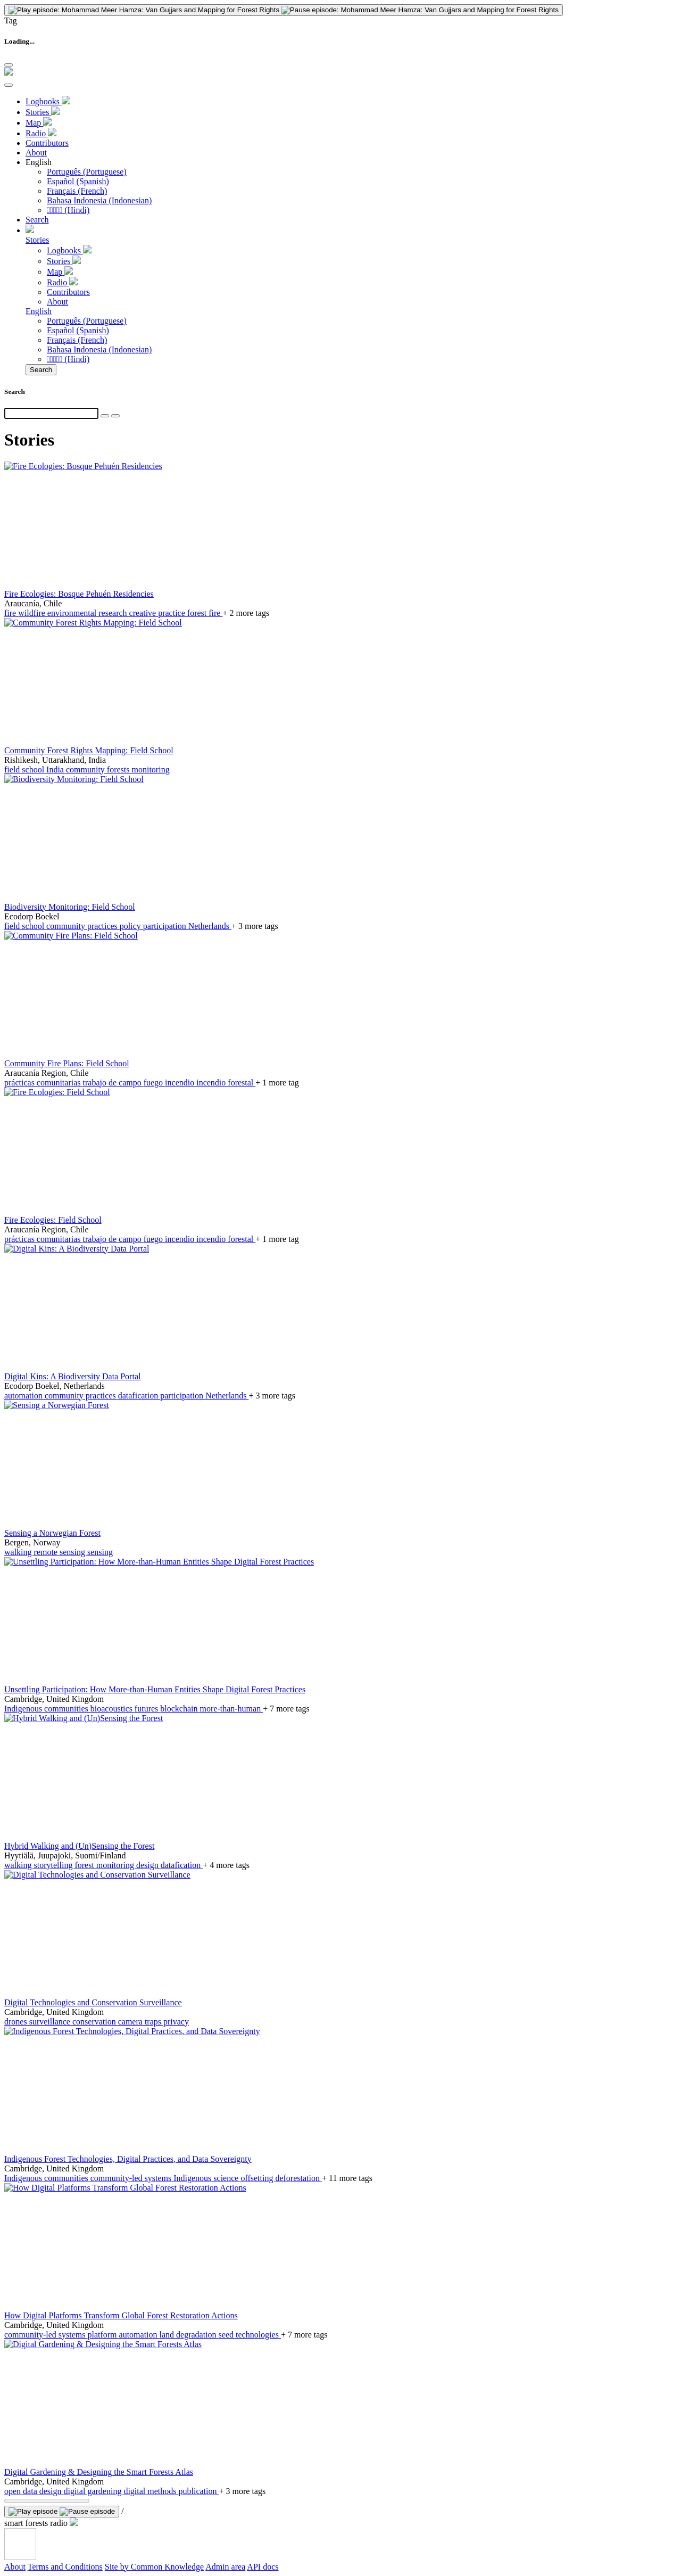 Play episode: Mohammad Meer Hamza: Van Gujjars and Mapping for Forest Rights Pause episode: Mohammad Meer Hamza: Van Gujjars and Mapping for Forest Rights
Tag
Loading...
Logbooks
Stories
Map
Radio
Contributors
About
English
Português (Portuguese)
Español (Spanish)
Français (French)
Bahasa Indonesia (Indonesian)
(Hindi)
Search
Stories
Logbooks
Stories
Map
Radio
Contributors
About
English
Português (Portuguese)
Español (Spanish)
Français (French)
Bahasa Indonesia (Indonesian)
(Hindi)
Search
Search
Stories
Fire Ecologies: Bosque Pehuén Residencies
Fire Ecologies: Bosque Pehuén Residencies
Araucanía, Chile
fire wildfire environmental research creative practice forest fire + 2 more tags
Community Forest Rights Mapping: Field School
Community Forest Rights Mapping: Field School
Rishikesh, Uttarakhand, India
field school India community forests monitoring
Biodiversity Monitoring: Field School
Biodiversity Monitoring: Field School
Ecodorp Boekel
field school community practices policy participation Netherlands + 3 more tags
Community Fire Plans: Field School
Community Fire Plans: Field School
Araucanía Region, Chile
prácticas comunitarias trabajo de campo fuego incendio incendio forestal + 1 more tag
Fire Ecologies: Field School
Fire Ecologies: Field School
Araucanía Region, Chile
prácticas comunitarias trabajo de campo fuego incendio incendio forestal + 1 more tag
Digital Kins: A Biodiversity Data Portal
Digital Kins: A Biodiversity Data Portal
Ecodorp Boekel, Netherlands
automation community practices datafication participation Netherlands + 3 more tags
Sensing a Norwegian Forest
Sensing a Norwegian Forest
Bergen, Norway
walking remote sensing sensing
Unsettling Participation: How More-than-Human Entities Shape Digital Forest Practices
Unsettling Participation: How More-than-Human Entities Shape Digital Forest Practices
Cambridge, United Kingdom
Indigenous communities bioacoustics futures blockchain more-than-human + 7 more tags
Hybrid Walking and (Un)Sensing the Forest
Hybrid Walking and (Un)Sensing the Forest
Hyytiälä, Juupajoki, Suomi/Finland
walking storytelling forest monitoring design datafication + 4 more tags
Digital Technologies and Conservation Surveillance
Digital Technologies and Conservation Surveillance
Cambridge, United Kingdom
drones surveillance conservation camera traps privacy
Indigenous Forest Technologies, Digital Practices, and Data Sovereignty
Indigenous Forest Technologies, Digital Practices, and Data Sovereignty
Cambridge, United Kingdom
Indigenous communities community-led systems Indigenous science offsetting deforestation + 11 more tags
How Digital Platforms Transform Global Forest Restoration Actions
How Digital Platforms Transform Global Forest Restoration Actions
Cambridge, United Kingdom
community-led systems platform automation land degradation seed technologies + 7 more tags
Digital Gardening & Designing the Smart Forests Atlas
Digital Gardening & Designing the Smart Forests Atlas
Cambridge, United Kingdom
open data design digital gardening digital methods publication + 3 more tags
Play episode Pause episode /
smart forests radio
About Terms and Conditions Site by Common Knowledge Admin area API docs